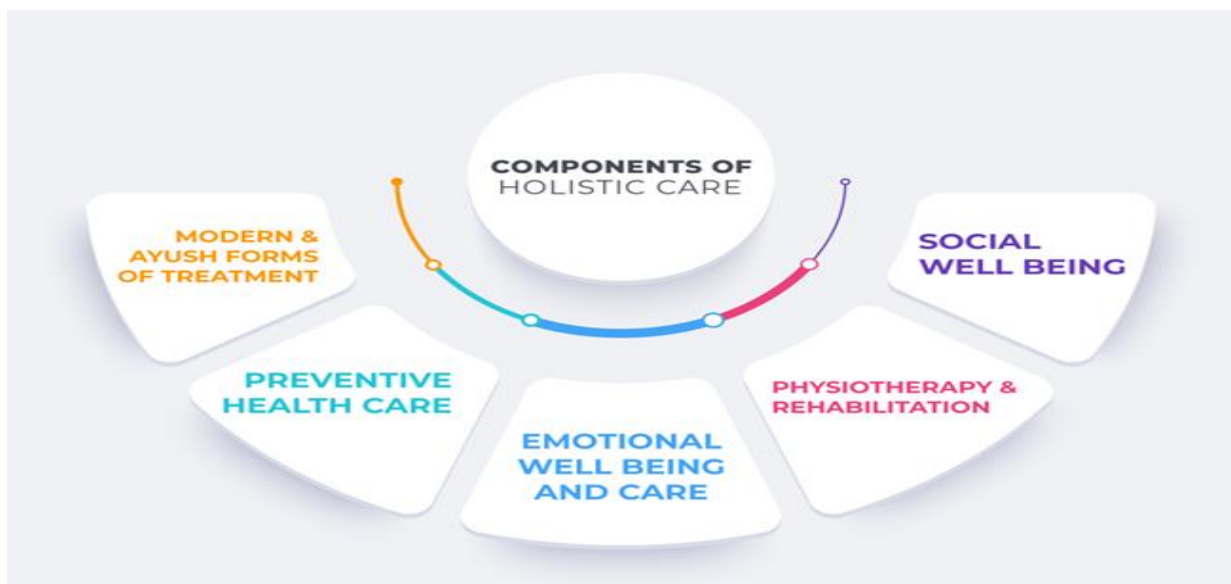 COMPONENTS OF
HOLISTIC CARE
MODERN &
AYUSH FORMS
OF TREATMENT
PREVENTIVE
HEALTH CARE
EMOTIONAL
WELL BEING
AND CARE
PHYSIOTHERAPY &
REHABILITATION
SOCIAL
WELL BEING